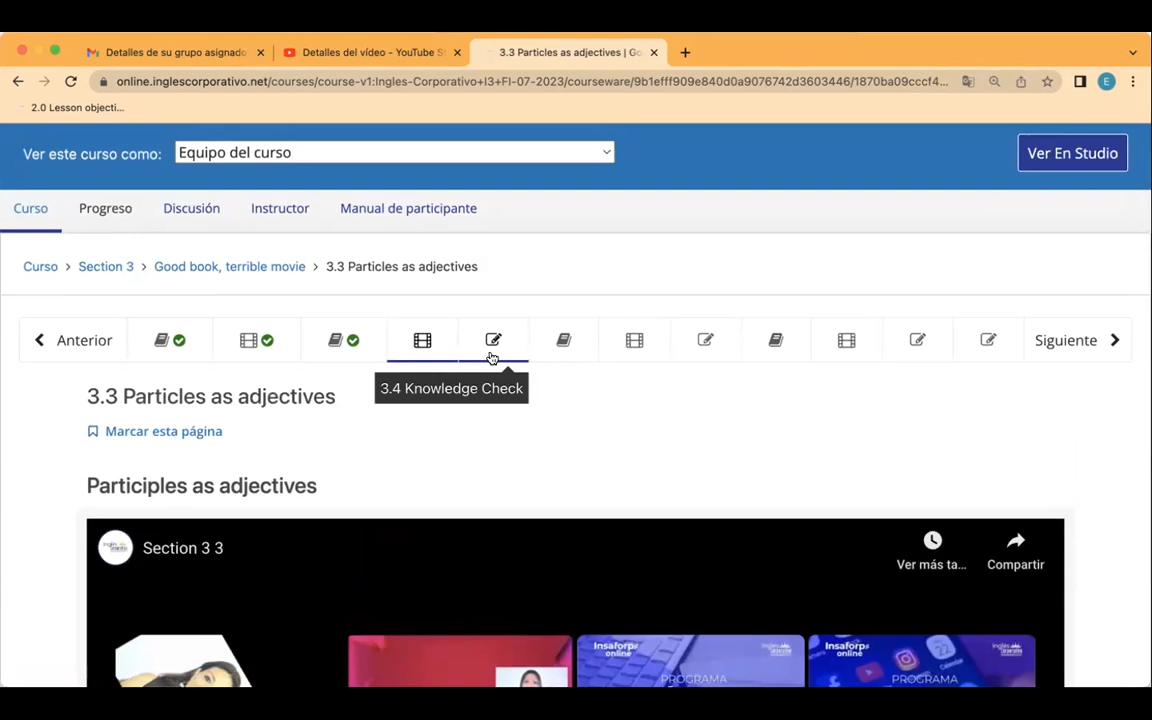 Detalles de su grupo asignado
Detalles del vídeo - YouTube S
3.3 Particles as adjectives | Go
online.inglescorporativo.net/courses/course-v1:Ingles-Corporativo+I3+FI-07-2023/courseware/9b1efff909e840d0a9076742d3603446/1870ba09cccf4...
E
2.0 Lesson objecti...
Ver este curso como:
Equipo del curso
Ver En Studio
Curso
Progreso
Discusión
Instructor
Manual de participante
Curso > Section 3 > Good book, terrible movie > 3.3 Particles as adjectives
Anterior
Siguiente
3.4 Knowledge Check
3.3 Particles as adjectives
Marcar esta página
Participles as adjectives
Section 3 3
Ver más ta...
Compartir
Insaforp online
PROGRAMA
Insaforp online
PROGRAMA